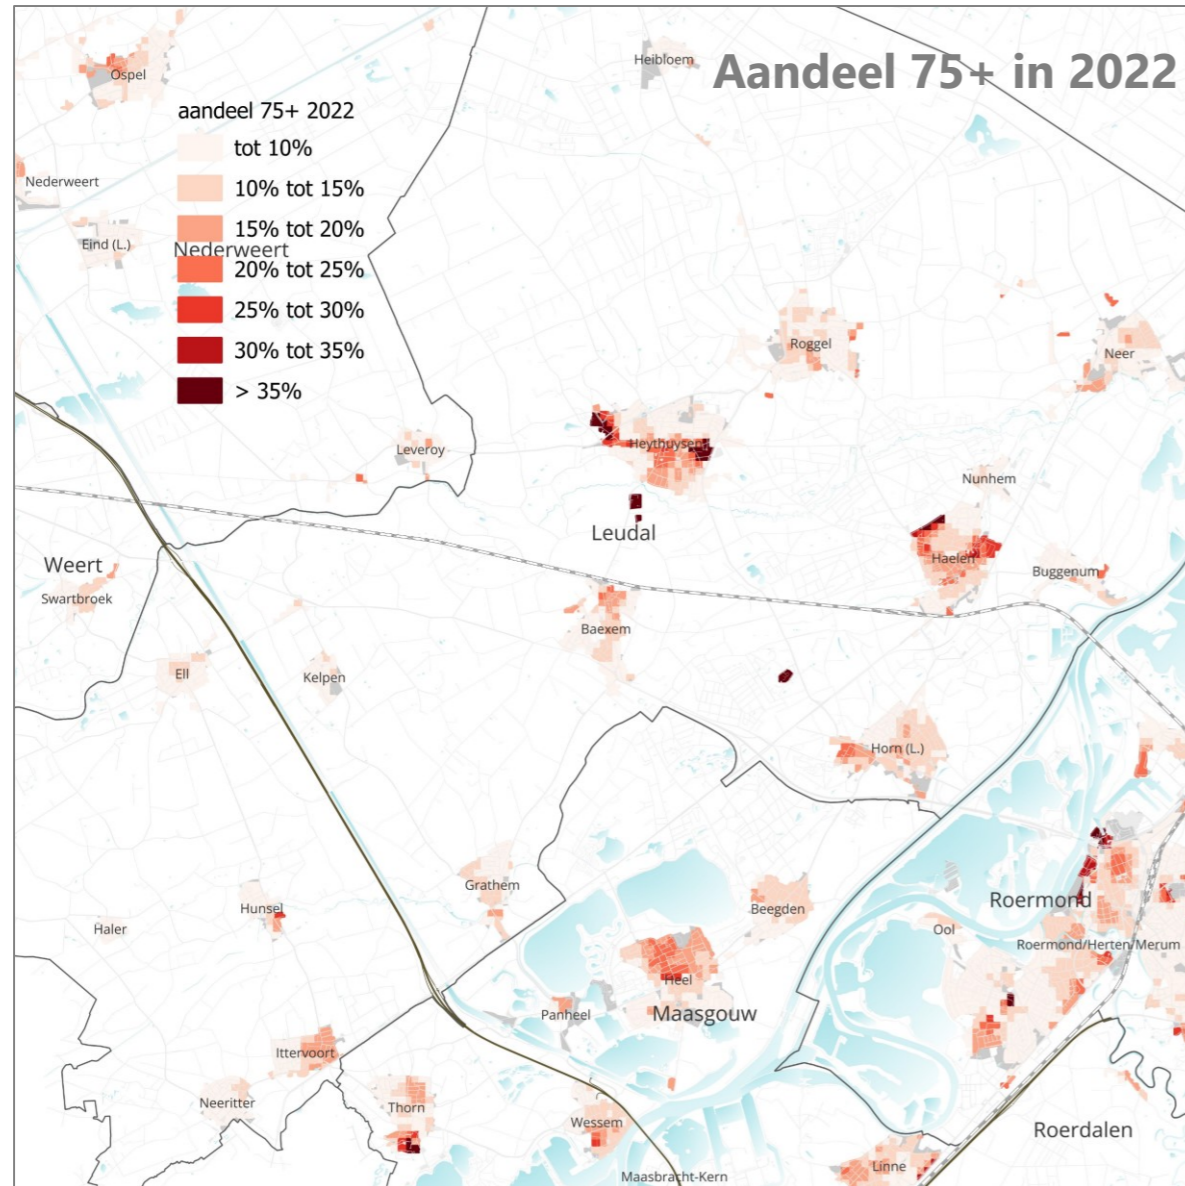 Aandeel 75+ in 2022
Heibloem
Ospel
aandeel 75+ 2022
tot 10%
10% tot 15%
15% tot 20%
20% tot 25%
25% tot 30%
30% tot 35%
> 35%
Nederweert
Eind (L.)
Nederweert
Roggel
Neer
Leveroy
Heythuysen
Nunhem
Leudal
Weert
Haelen
Buggenum
Swartbroek
Baexem
Ell
Kelpen
Horn (L.)
Grathem
Roermond
Hunsel
Beegden
Haler
Ool
Roermond/Herten/Merum
Heel
Panheel
Maasgouw
Ittervoort
Neeritter
Thorn
Wessem
Roerdalen
Linne
Maasbracht-Kern